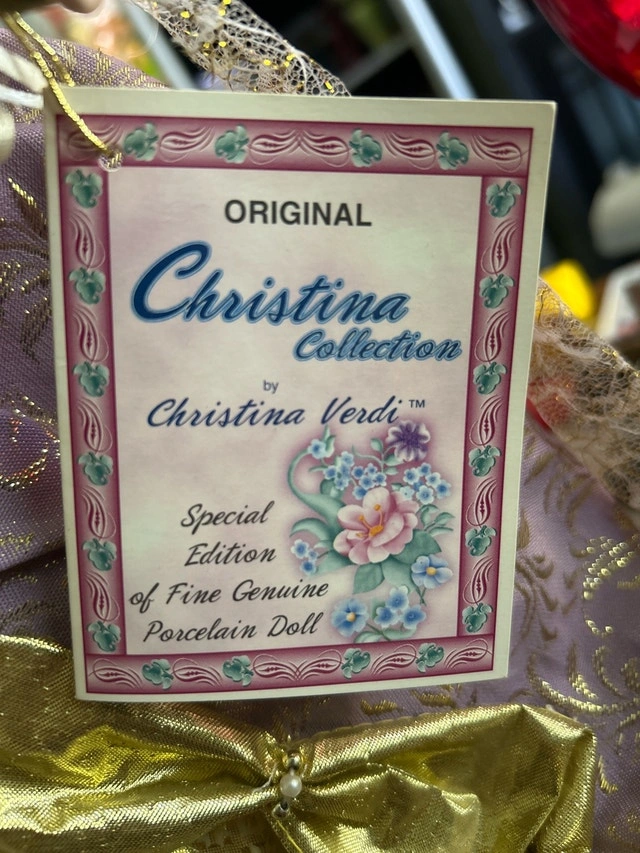 ORIGINAL
Christina
Collection
by
Christina Verdi™
Special
Edition
of Fine Genuine
Porcelain Doll